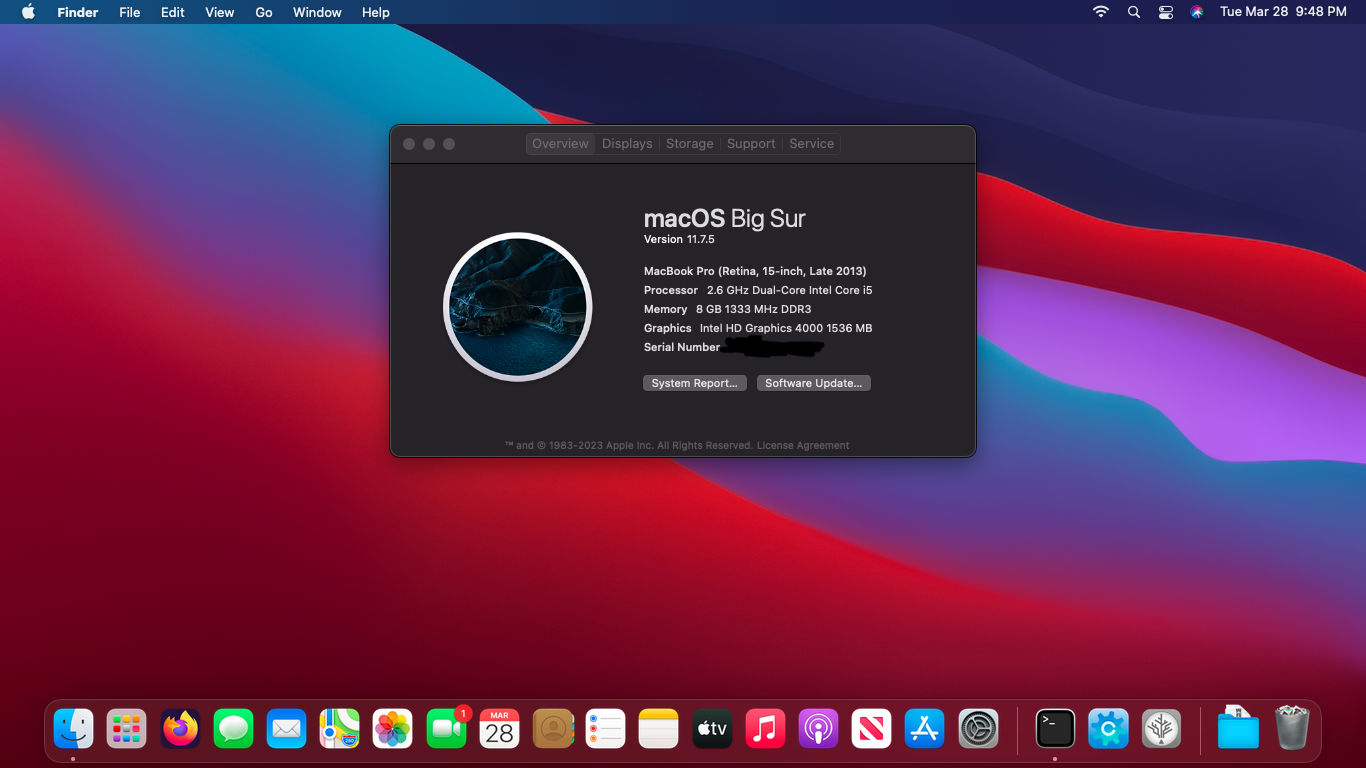 Finder File Edit View Go Window Help Tue Mar 28 9:48 PM
Overview Displays Storage Support Service
macOS Big Sur
Version 11.7.5
MacBook Pro (Retina, 15-inch, Late 2013)
Processor 2.6 GHz Dual-Core Intel Core i5
Memory 8 GB 1333 MHz DDR3
Graphics Intel HD Graphics 4000 1536 MB
Serial Number
System Report... Software Update...
™ and © 1983-2023 Apple Inc. All Rights Reserved. License Agreement
1
MAR
28
tv
>_
C